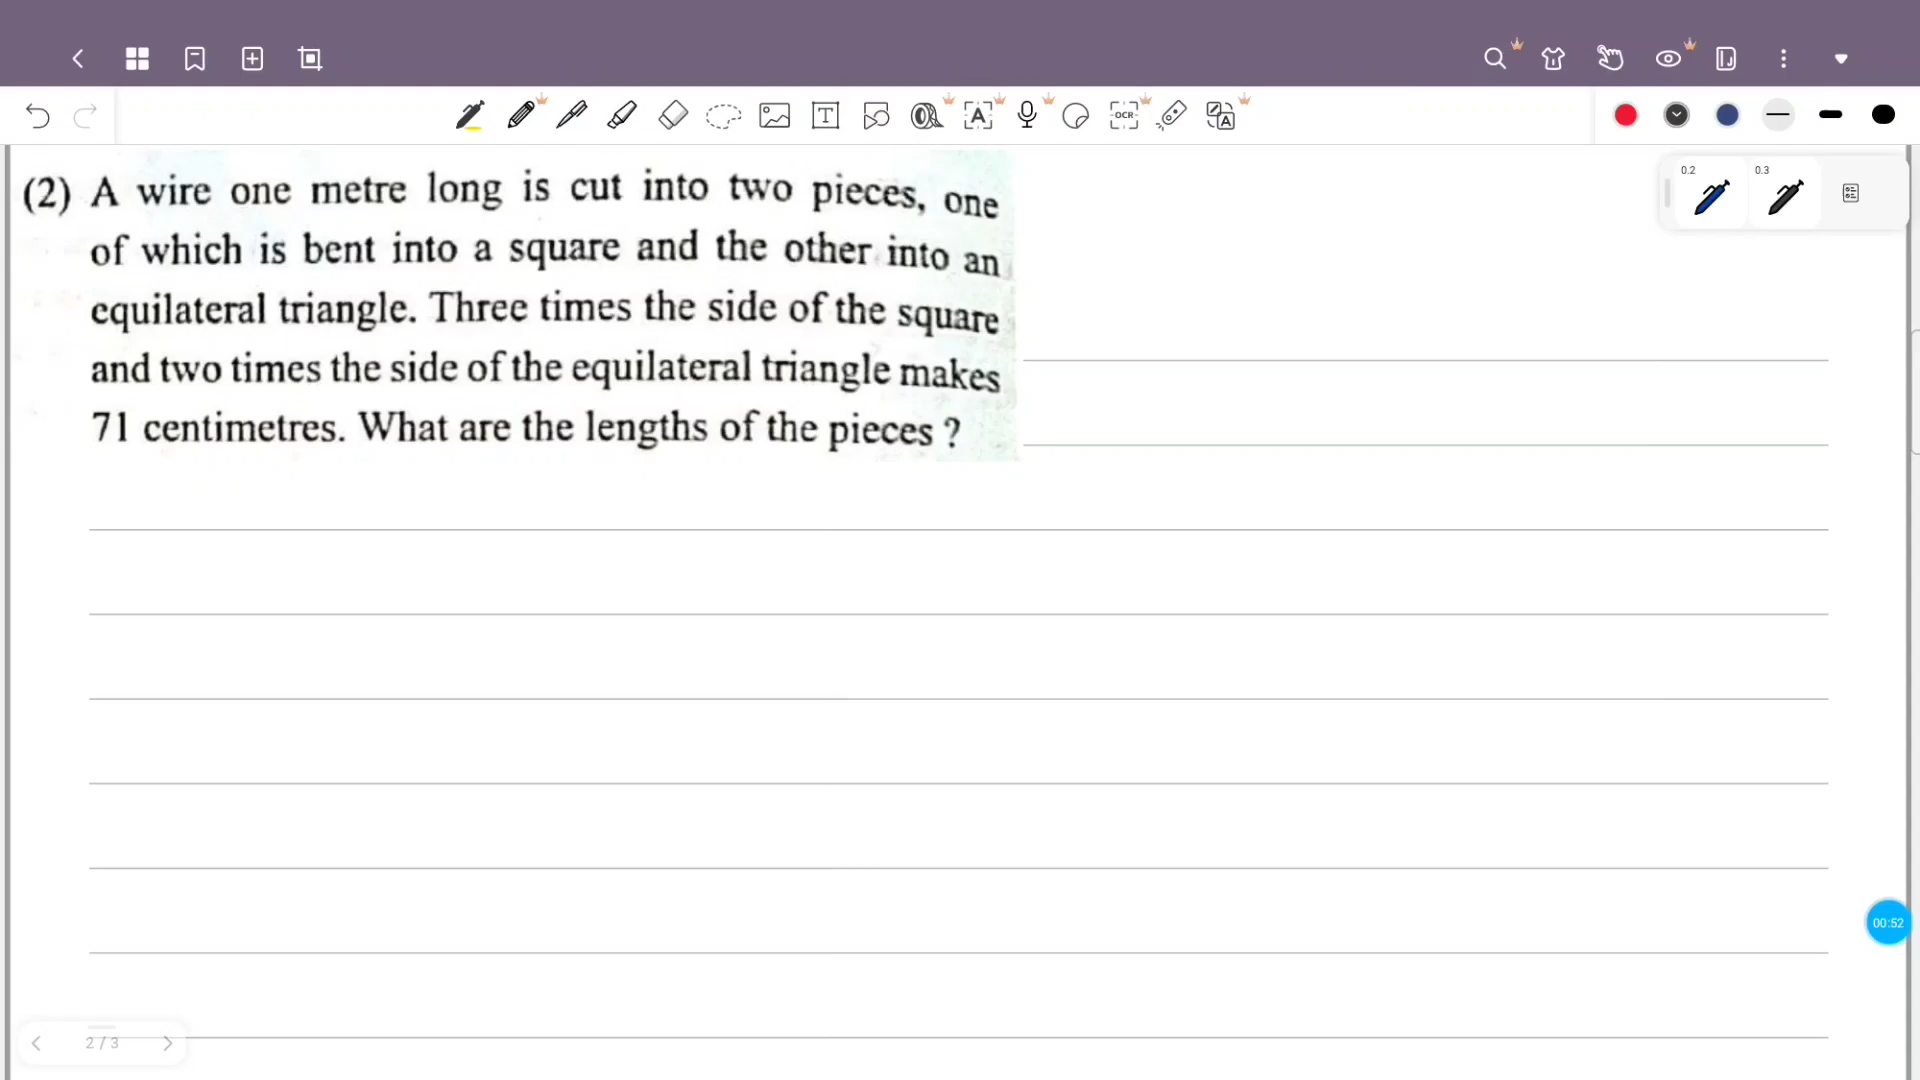 OCR
0.2
0.3
(2) A wire one metre long is cut into two pieces, one
of which is bent into a square and the other into an
equilateral triangle. Three times the side of the square
and two times the side of the equilateral triangle makes
71 centimetres. What are the lengths of the pieces ?
00:52
2 / 3